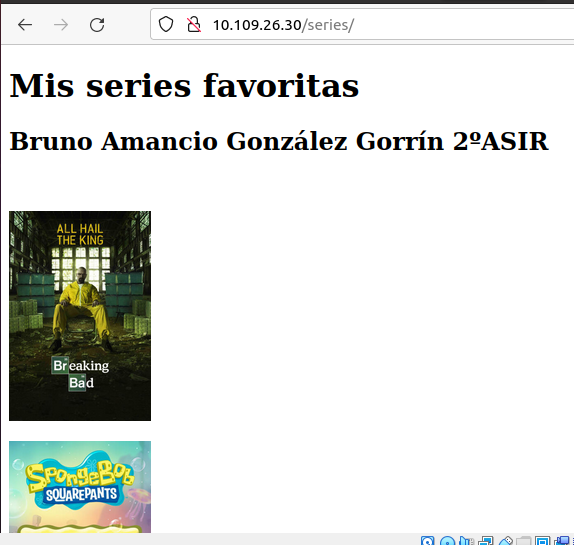 10.109.26.30/series/
Mis series favoritas
Bruno Amancio González Gorrín 2ºASIR
ALL HAIL
THE KING
Breaking
Bad
SPONGEBOB
SQUAREPANTS